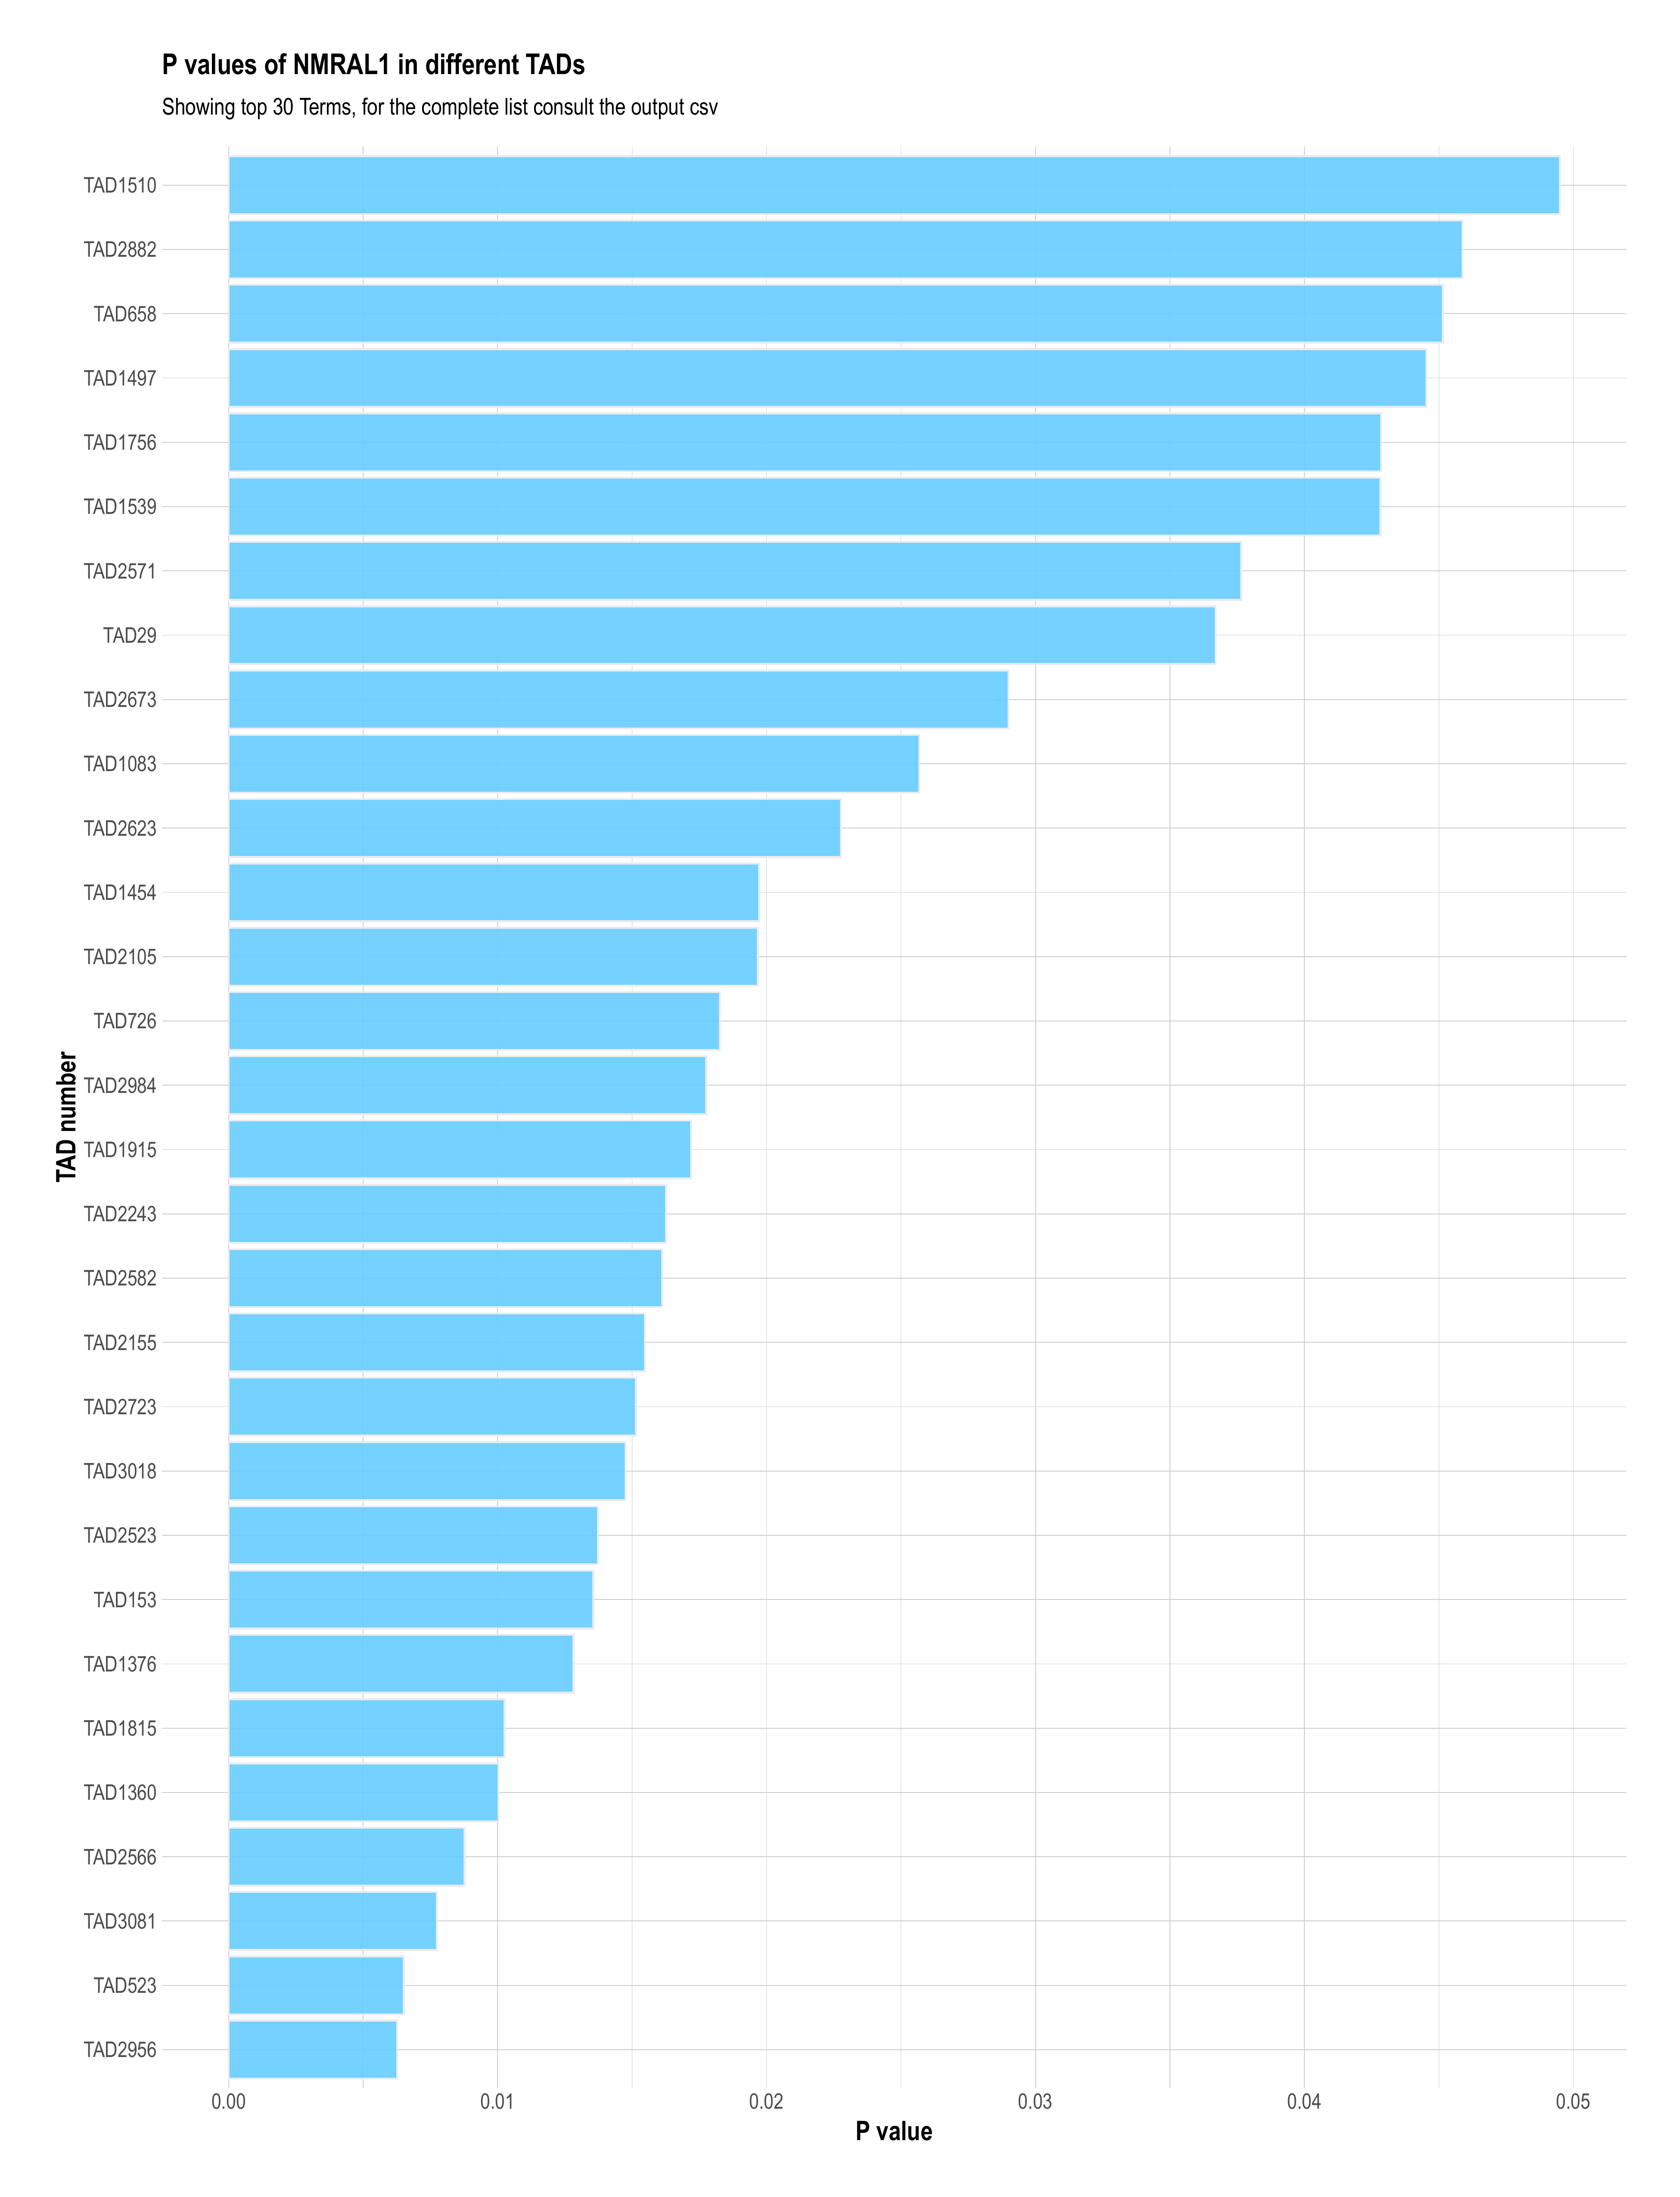 P values of NMRAL1 in different TADs
Showing top 30 Terms, for the complete list consult the output csv
TAD1510
TAD2882
TAD658
TAD1497
TAD1756
TAD1539
TAD2571
TAD29
TAD2673
TAD1083
TAD2623
TAD1454
TAD2105
TAD726
TAD2984
TAD1915
TAD2243
TAD2582
TAD2155
TAD2723
TAD3018
TAD2523
TAD153
TAD1376
TAD1815
TAD1360
TAD2566
TAD3081
TAD523
TAD2956
TAD number
0.00 0.01 0.02 0.03 0.04 0.05
P value